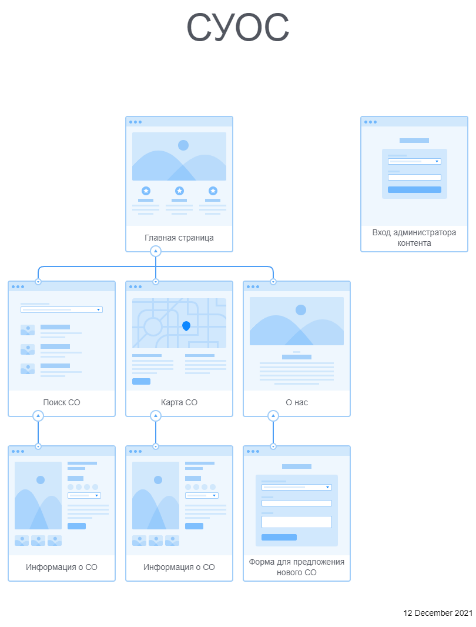 СУОС
Главная страница
Вход администратора
контента
Поиск СО
Карта СО
О нас
Информация о СО
Информация о СО
Форма для предложения
нового СО
12 December 2021